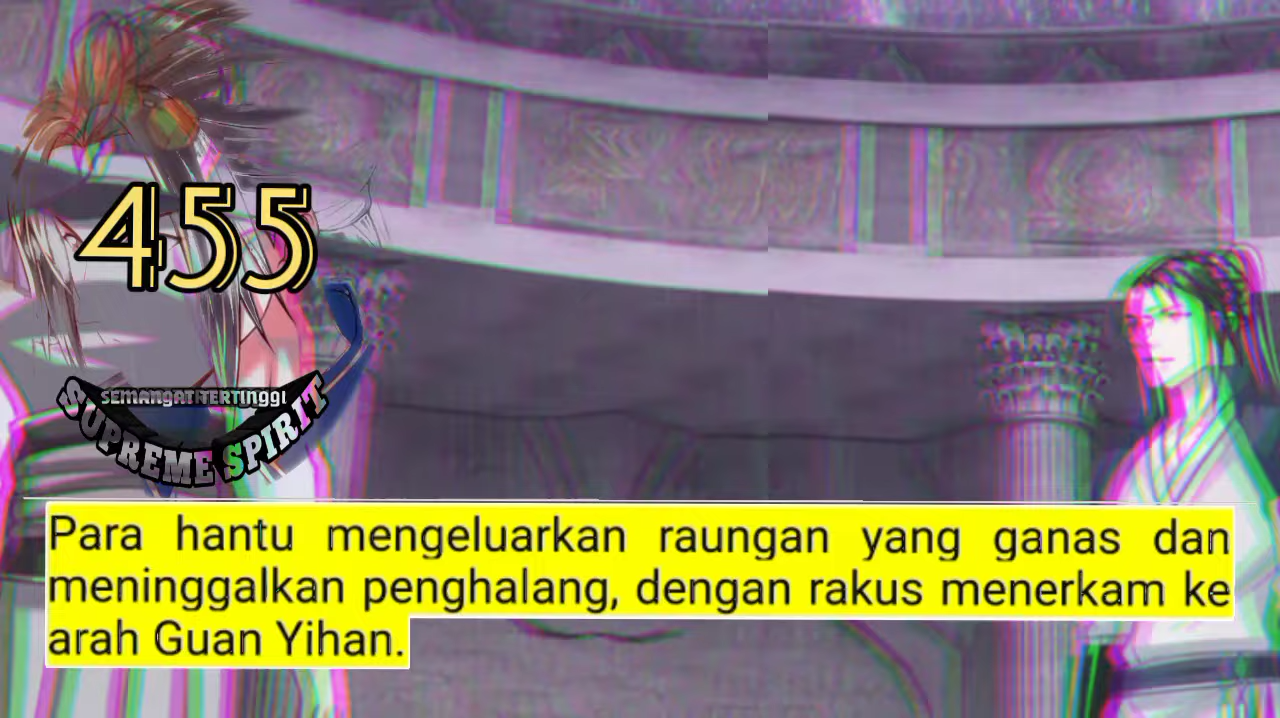 455
SEMANGAT TERTINGGI
SUPREME SPIRIT
Para hantu mengeluarkan raungan yang ganas dan
meninggalkan penghalang, dengan rakus menerkam ke
arah Guan Yihan.